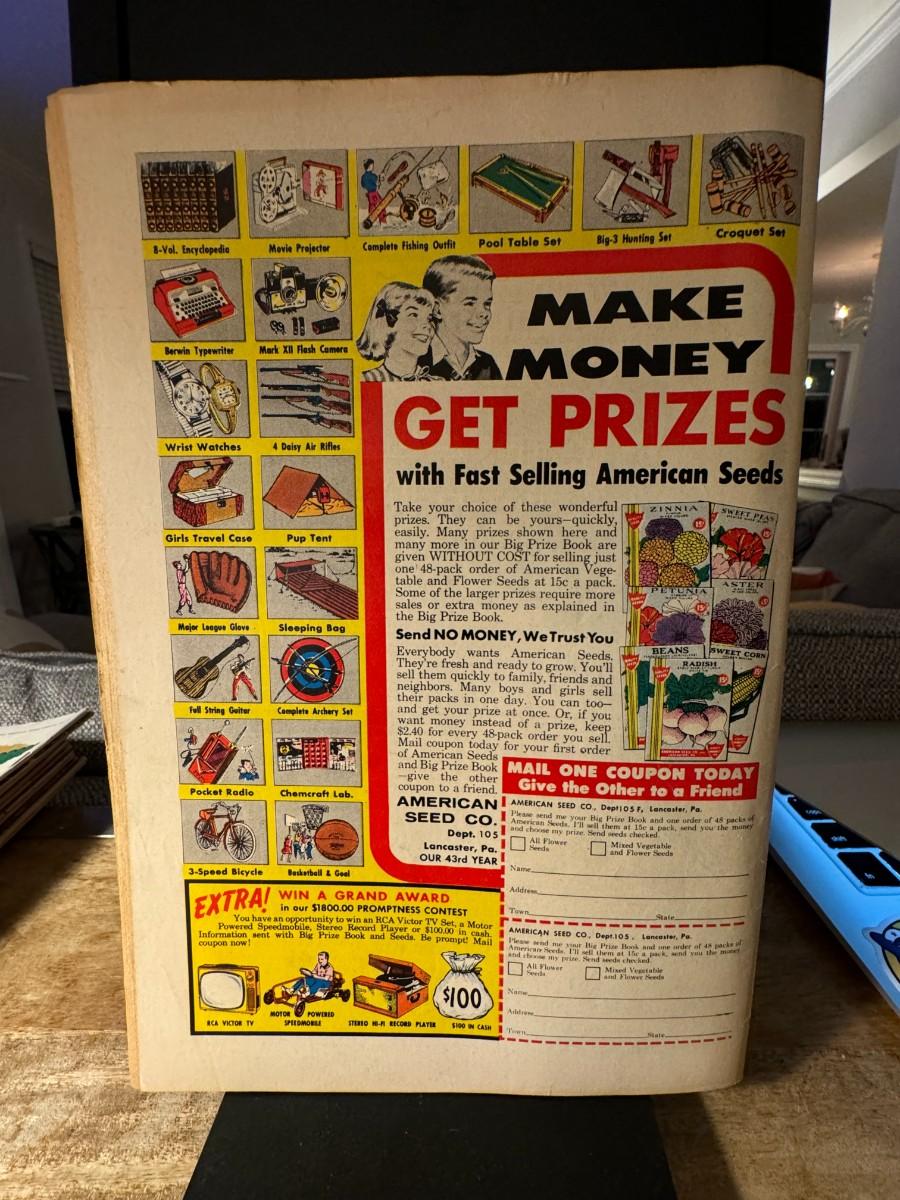 8-Vol. Encyclopedia
Movie Projector
Complete Fishing Outfit
Pool Table Set
Big-3 Hunting Set
Croquet Set
Berwin Typewriter
Mark XII Flash Camera
Wrist Watches
4 Daisy Air Rifles
Girls Travel Case
Pup Tent
Major League Glove
Sleeping Bag
Full String Guitar
Complete Archery Set
Pocket Radio
Chemcraft Lab.
3-Speed Bicycle
Basketball & Goal
MAKE
MONEY
GET PRIZES
with Fast Selling American Seeds
Take your choice of these wonderful
prizes. They can be yours—quickly,
easily. Many prizes shown here and
many more in our Big Prize Book are
given WITHOUT COST for selling just
one 48-pack order of American Vege-
table and Flower Seeds at 15c a pack.
Some of the larger prizes require more
sales or extra money as explained in
the Big Prize Book.
Send NO MONEY, We Trust You
Everybody wants American Seeds.
They're fresh and ready to grow. You'll
sell them quickly to family, friends and
neighbors. Many boys and girls sell
their packs in one day. You can too—
and get your prize at once. Or, if you
want money instead of a prize, keep
$2.40 for every 48-pack order you sell.
Mail coupon today for your first order
of American Seeds
and Big Prize Book
—give the other
coupon to a friend.
AMERICAN
SEED CO.
Dept. 105
Lancaster, Pa.
OUR 43rd YEAR
ZINNIA
15¢
SWEET PEAS
15¢
PETUNIA
15¢
ASTER
BEANS
SWEET CORN
RADISH
15¢
MAIL ONE COUPON TODAY
Give the Other to a Friend
AMERICAN SEED CO., Dept105 F, Lancaster, Pa.
Please send me your Big Prize Book and one order of 48 packs of
American Seeds. I'll sell them at 15c a pack, send you the money
and choose my prize. Send seeds checked.
All Flower
Seeds
Mixed Vegetable
and Flower Seeds
Name
Address
Town State
AMERICAN SEED CO., Dept.105, Lancaster, Pa.
Please send me your Big Prize Book and one order of 48 packs of
American Seeds. I'll sell them at 15c a pack, send you the money
and choose my prize. Send seeds checked.
All Flower
Seeds
Mixed Vegetable
and Flower Seeds
Name
Address
Town State
EXTRA! WIN A GRAND AWARD
in our $1800.00 PROMPTNESS CONTEST
You have an opportunity to win an RCA Victor TV Set, a Motor
Powered Speedmobile, Stereo Record Player or $100.00 in cash.
Information sent with Big Prize Book and Seeds. Be prompt! Mail
coupon now!
$100
RCA VICTOR TV
MOTOR POWERED
SPEEDMOBILE
STEREO HI-FI RECORD PLAYER
$100 IN CASH